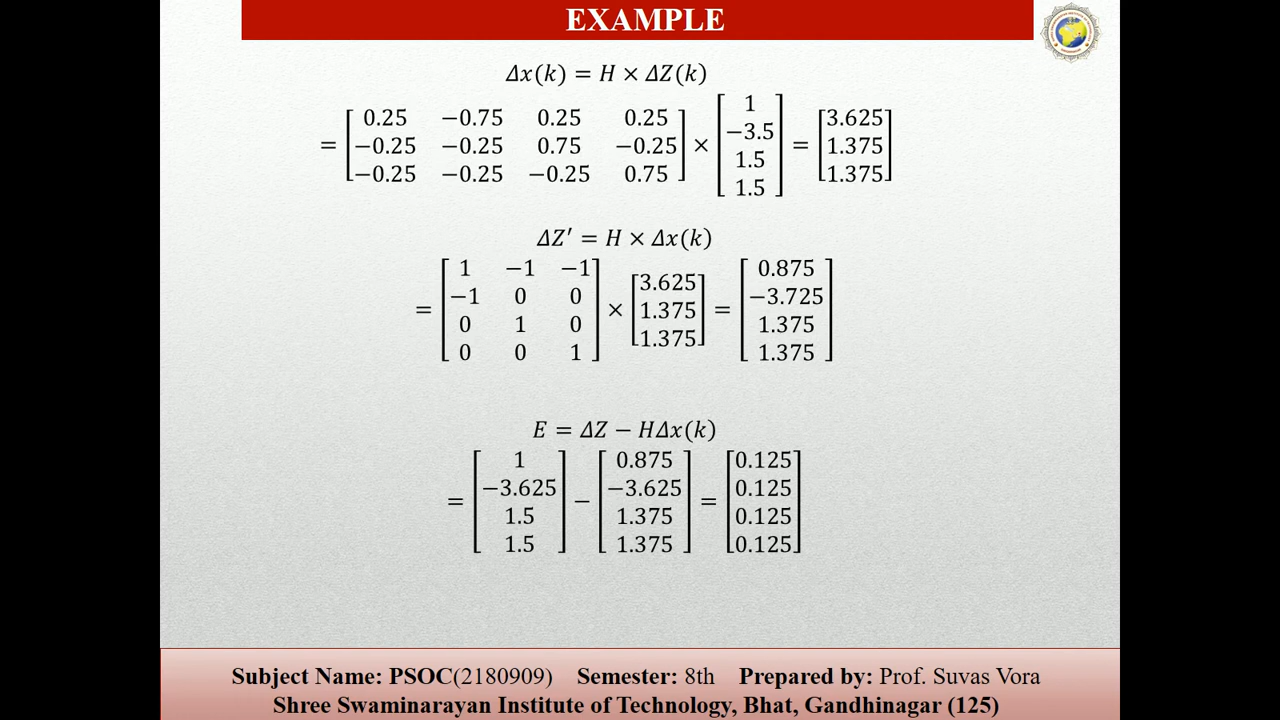 EXAMPLE
Δx(k) = H × ΔZ(k)
= [0.25 −0.75 0.25 0.25
−0.25 −0.25 0.75 −0.25
−0.25 −0.25 −0.25 0.75] × [1
−3.5
1.5
1.5] = [3.625
1.375
1.375]
ΔZ′ = H × Δx(k)
= [1 −1 −1
−1 0 0
0 1 0
0 0 1] × [3.625
1.375
1.375] = [0.875
−3.725
1.375
1.375]
E = ΔZ − HΔx(k)
= [1
−3.625
1.5
1.5] − [0.875
−3.625
1.375
1.375] = [0.125
0.125
0.125
0.125]
Subject Name: PSOC(2180909) Semester: 8th Prepared by: Prof. Suvas Vora
Shree Swaminarayan Institute of Technology, Bhat, Gandhinagar (125)